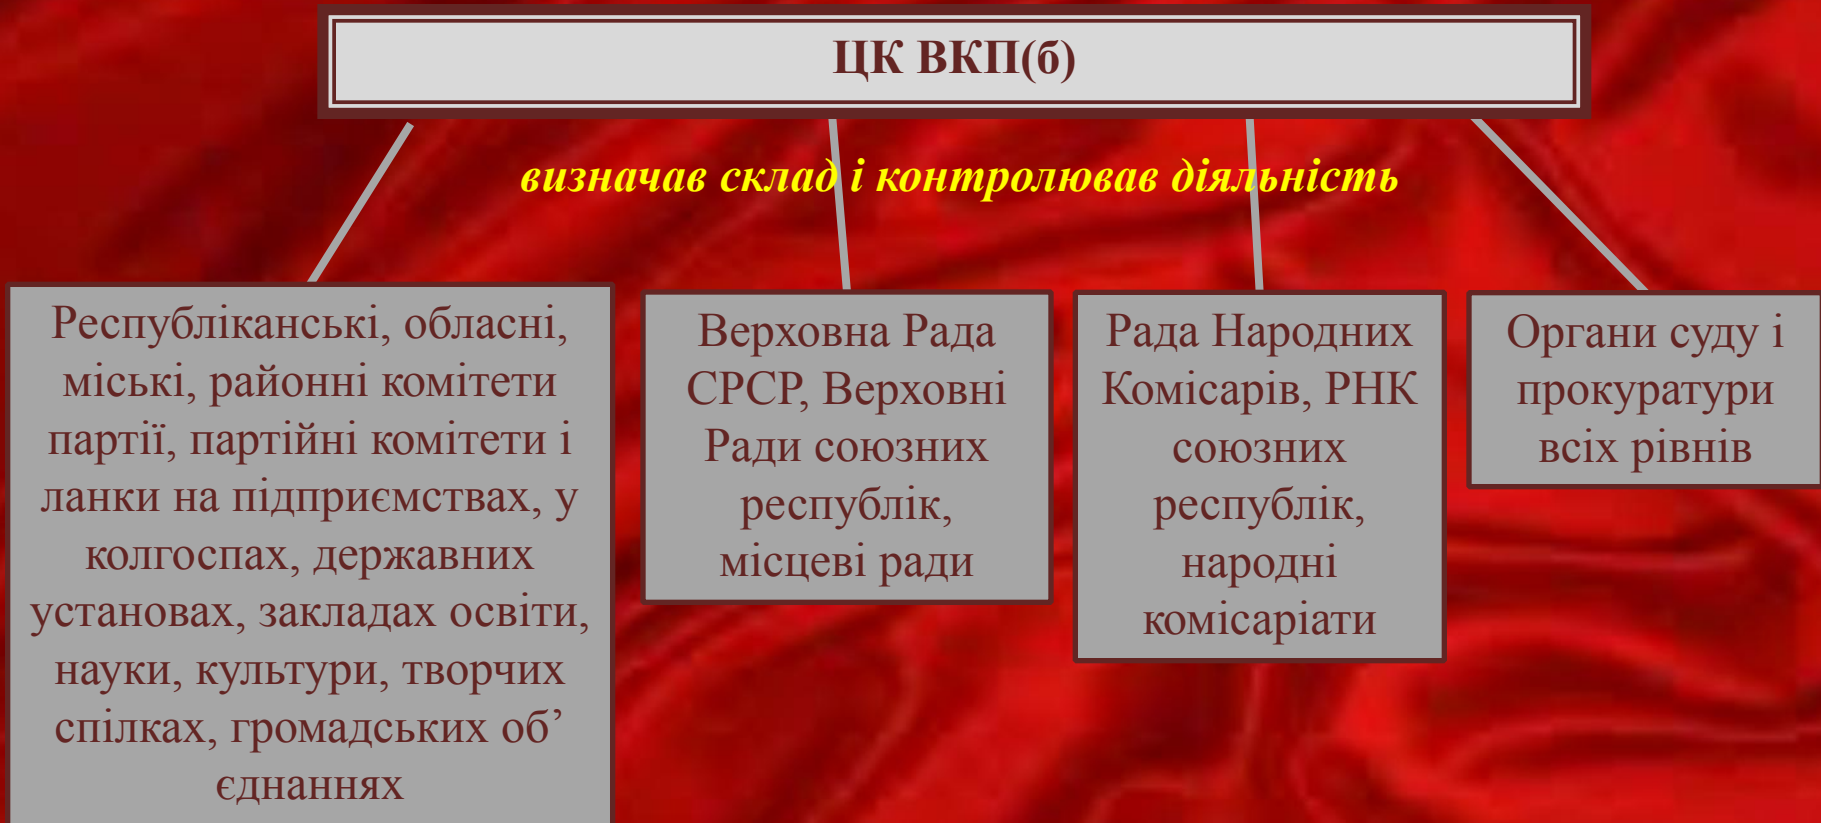 ЦК ВКП(б)
визначав склад і контролював діяльність
Республіканські, обласні,
міські, районні комітети
партії, партійні комітети і
ланки на підприємствах, у
колгоспах, державних
установах, закладах освіти,
науки, культури, творчих
спілках, громадських об’
єднаннях
Верховна Рада
СРСР, Верховні
Ради союзних
республік,
місцеві ради
Рада Народних
Комісарів, РНК
союзних
республік,
народні
комісаріати
Органи суду і
прокуратури
всіх рівнів